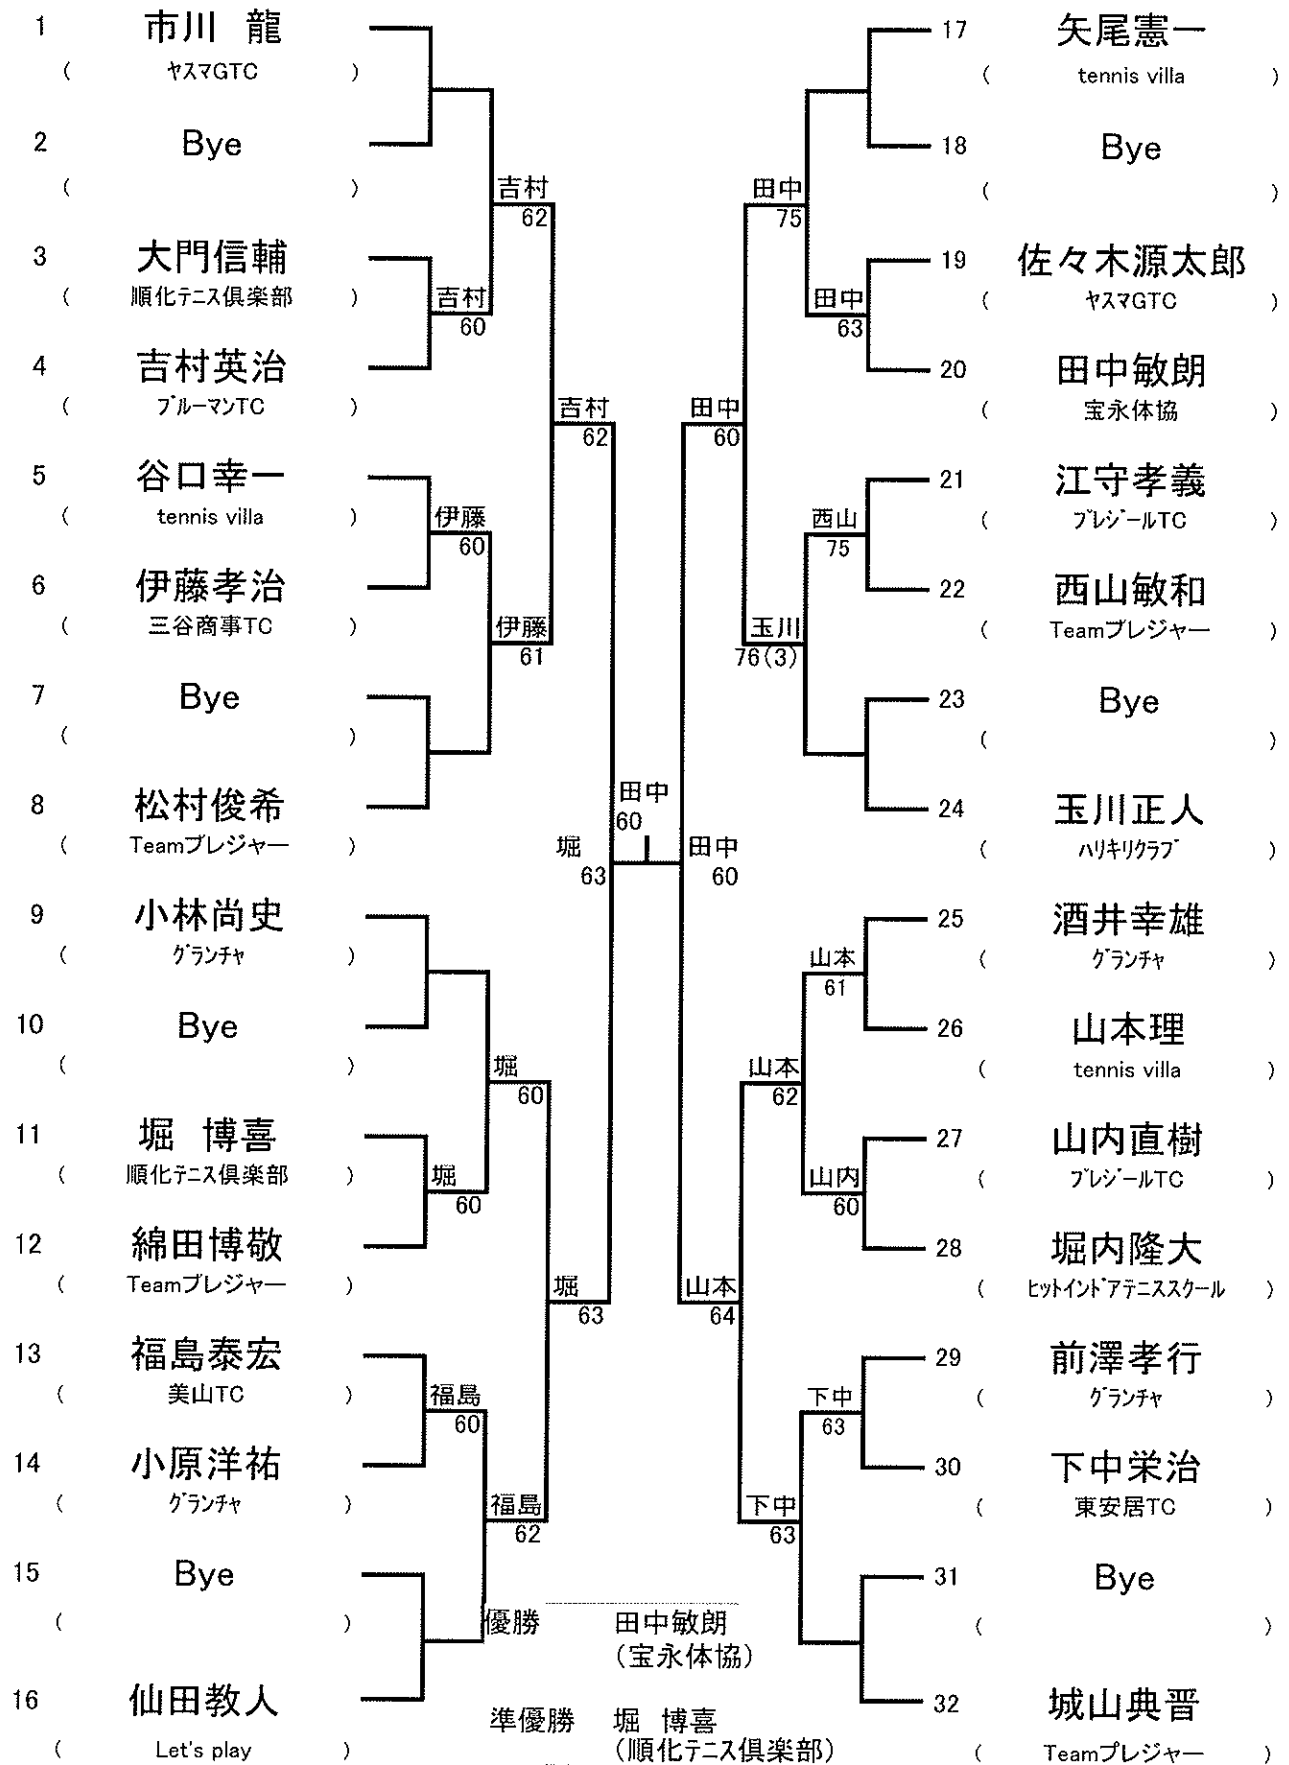 1 市川 龍
( ヤスマGTC )
2 Bye
( )
3 大門信輔
( 順化テニス倶楽部 )
4 吉村英治
( ブルーマンTC )
5 谷口幸一
( tennis villa )
6 伊藤孝治
( 三谷商事TC )
7 Bye
( )
8 松村俊希
( Teamプレジャー )
9 小林尚史
( グランチャ )
10 Bye
( )
11 堀 博喜
( 順化テニス倶楽部 )
12 綿田博敬
( Teamプレジャー )
13 福島泰宏
( 美山TC )
14 小原洋祐
( グランチャ )
15 Bye
( )
16 仙田教人
( Let's play )
吉村
60
伊藤
60
堀
60
福島
60
吉村
62
伊藤
61
堀
60
福島
62
吉村
62
堀
63
堀
63
田中
60
田中
60
田中
60
山本
64
田中
75
玉川
76(3)
山本
62
下中
63
田中
63
西山
75
山本
61
山内
60
下中
63
17 矢尾憲一
( tennis villa )
18 Bye
( )
19 佐々木源太郎
( ヤスマGTC )
20 田中敏朗
( 宝永体協 )
21 江守孝義
( プレジールTC )
22 西山敏和
( Teamプレジャー )
23 Bye
( )
24 玉川正人
( ハリキリクラブ )
25 酒井幸雄
( グランチャ )
26 山本理
( tennis villa )
27 山内直樹
( プレジールTC )
28 堀内隆大
( ヒットインドアテニススクール )
29 前澤孝行
( グランチャ )
30 下中栄治
( 東安居TC )
31 Bye
( )
32 城山典晋
( Teamプレジャー )
優勝 田中敏朗
(宝永体協)
準優勝 堀 博喜
(順化テニス倶楽部)